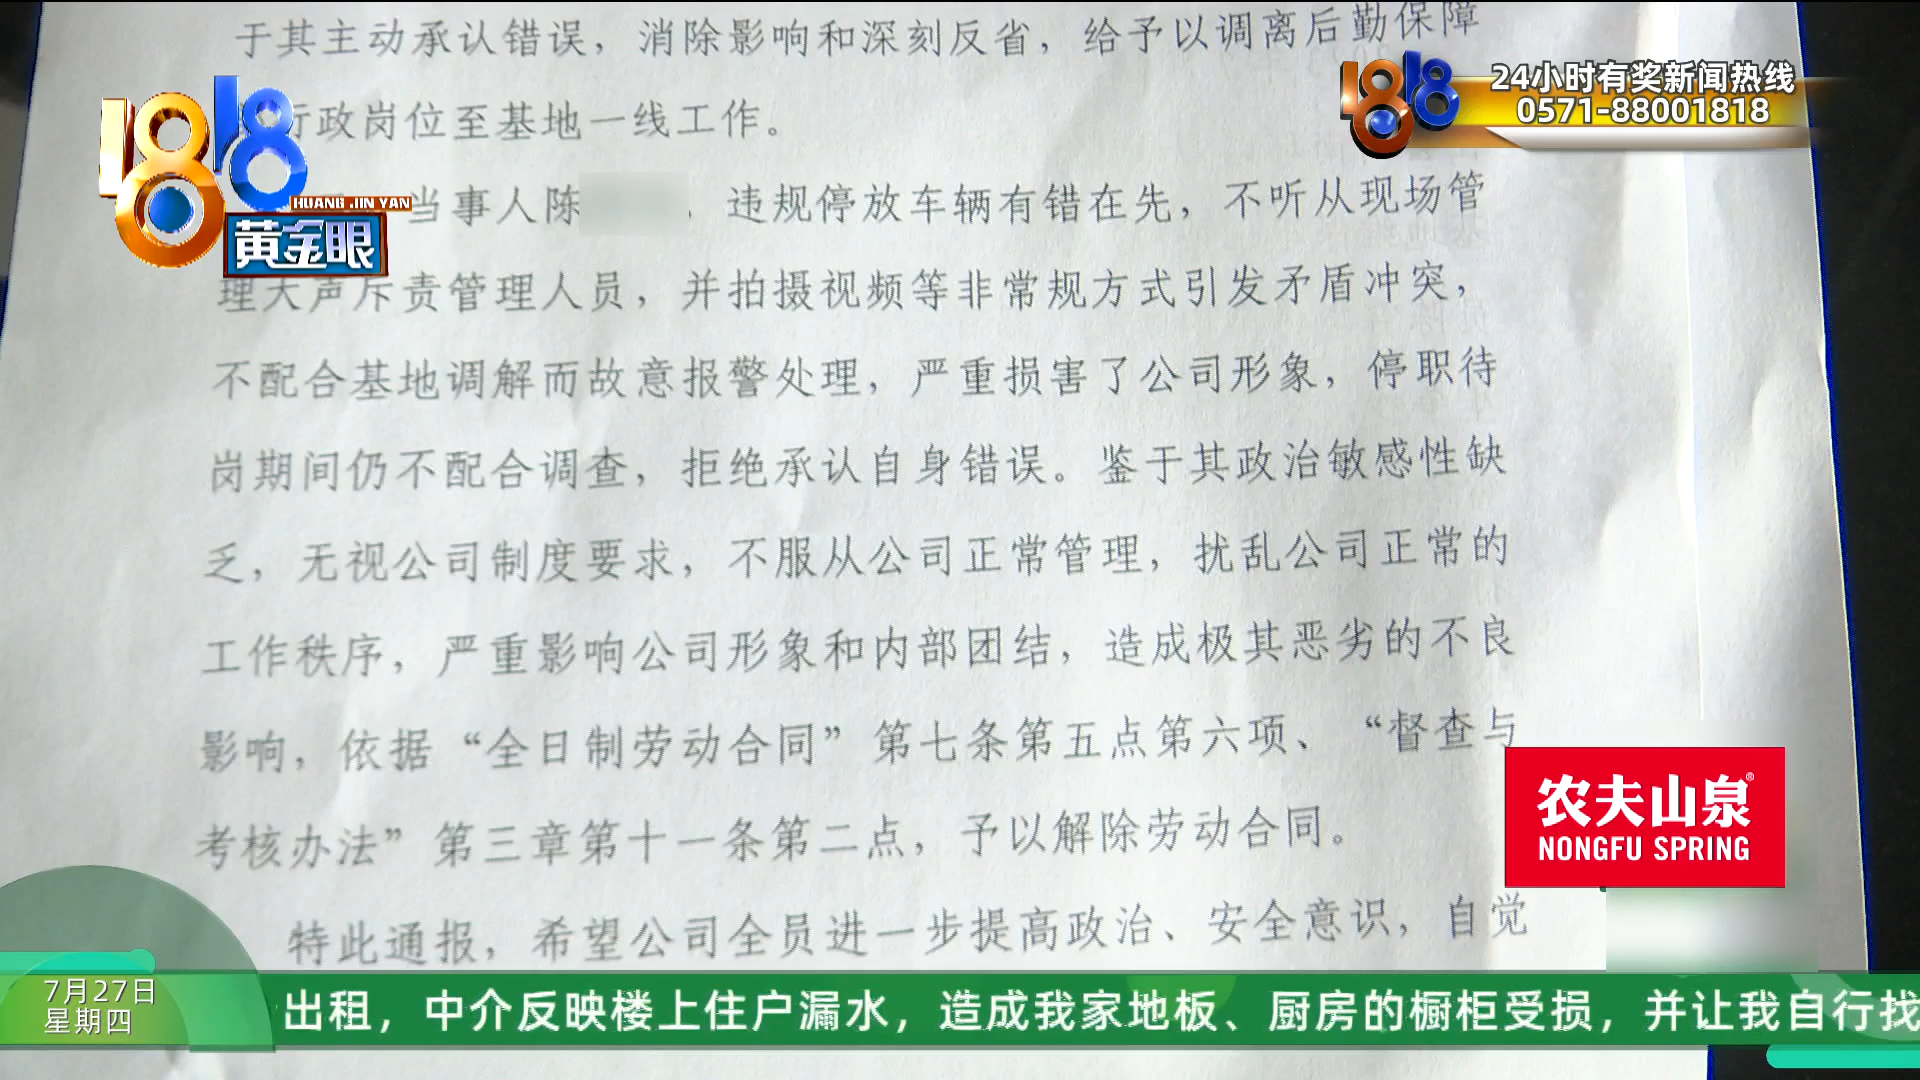 于其主动承认错误，消除影响和深刻反省，给予以调离后勤保障
行政岗位至基地一线工作。
当事人陈
，违规停放车辆有错在先，不听从现场管
理大声斥责管理人员，并拍摄视频等非常规方式引发矛盾冲突，
不配合基地调解而故意报警处理，严重损害了公司形象，停职待
岗期间仍不配合调查，拒绝承认自身错误。鉴于其政治敏感性缺
乏，无视公司制度要求，不服从公司正常管理，扰乱公司正常的
工作秩序，严重影响公司形象和内部团结，造成极其恶劣的不良
影响，依据“全日制劳动合同”第七条第五点第六项、“督查与
考核办法”第三章第十一条第二点，予以解除劳动合同。
特此通报，希望公司全员进一步提高政治、安全意识，自觉
1818
HUANG JIN YAN
黄金眼
1818
24小时有奖新闻热线
0571-88001818
农夫山泉®
NONGFU SPRING
7月27日
星期四
出租，中介反映楼上住户漏水，造成我家地板、厨房的橱柜受损，并让我自行找